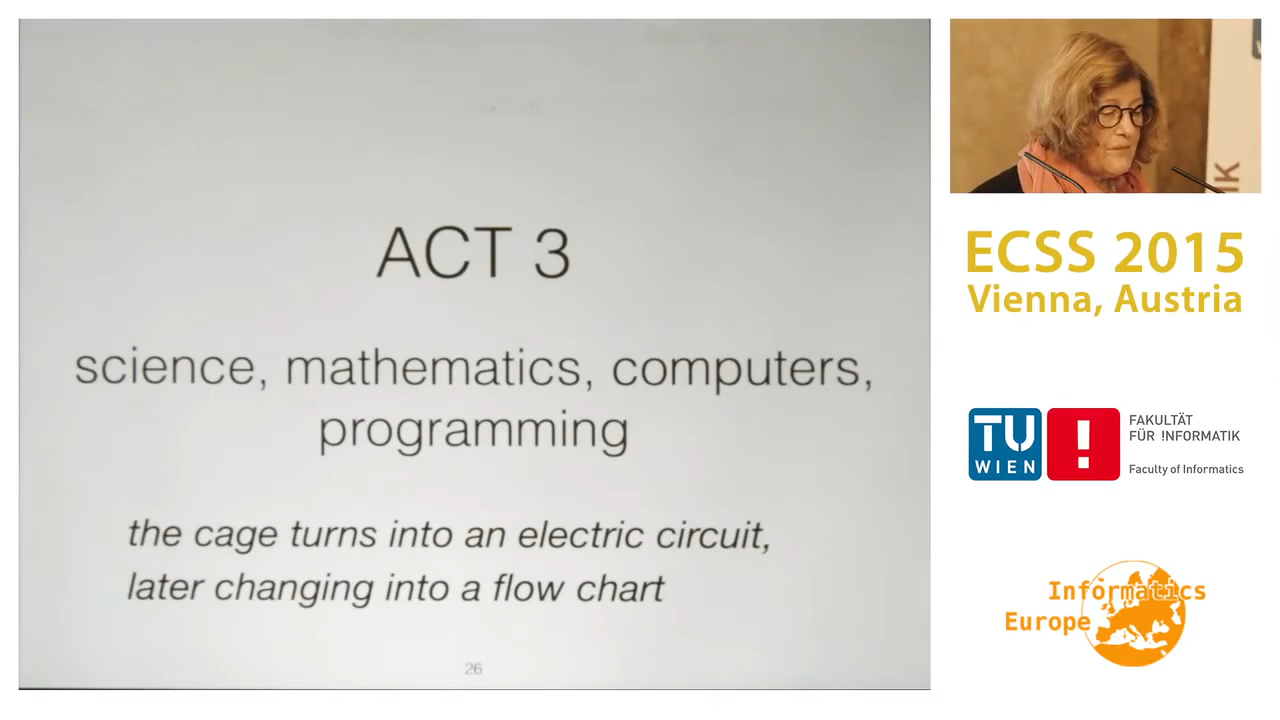 ACT 3
science, mathematics, computers,
programming
the cage turns into an electric circuit,
later changing into a flow chart
26
ECSS 2015
Vienna, Austria
TU
WIEN
!
FAKULTÄT
FÜR !NFORMATIK
Faculty of Informatics
Informatics
Europe
IK